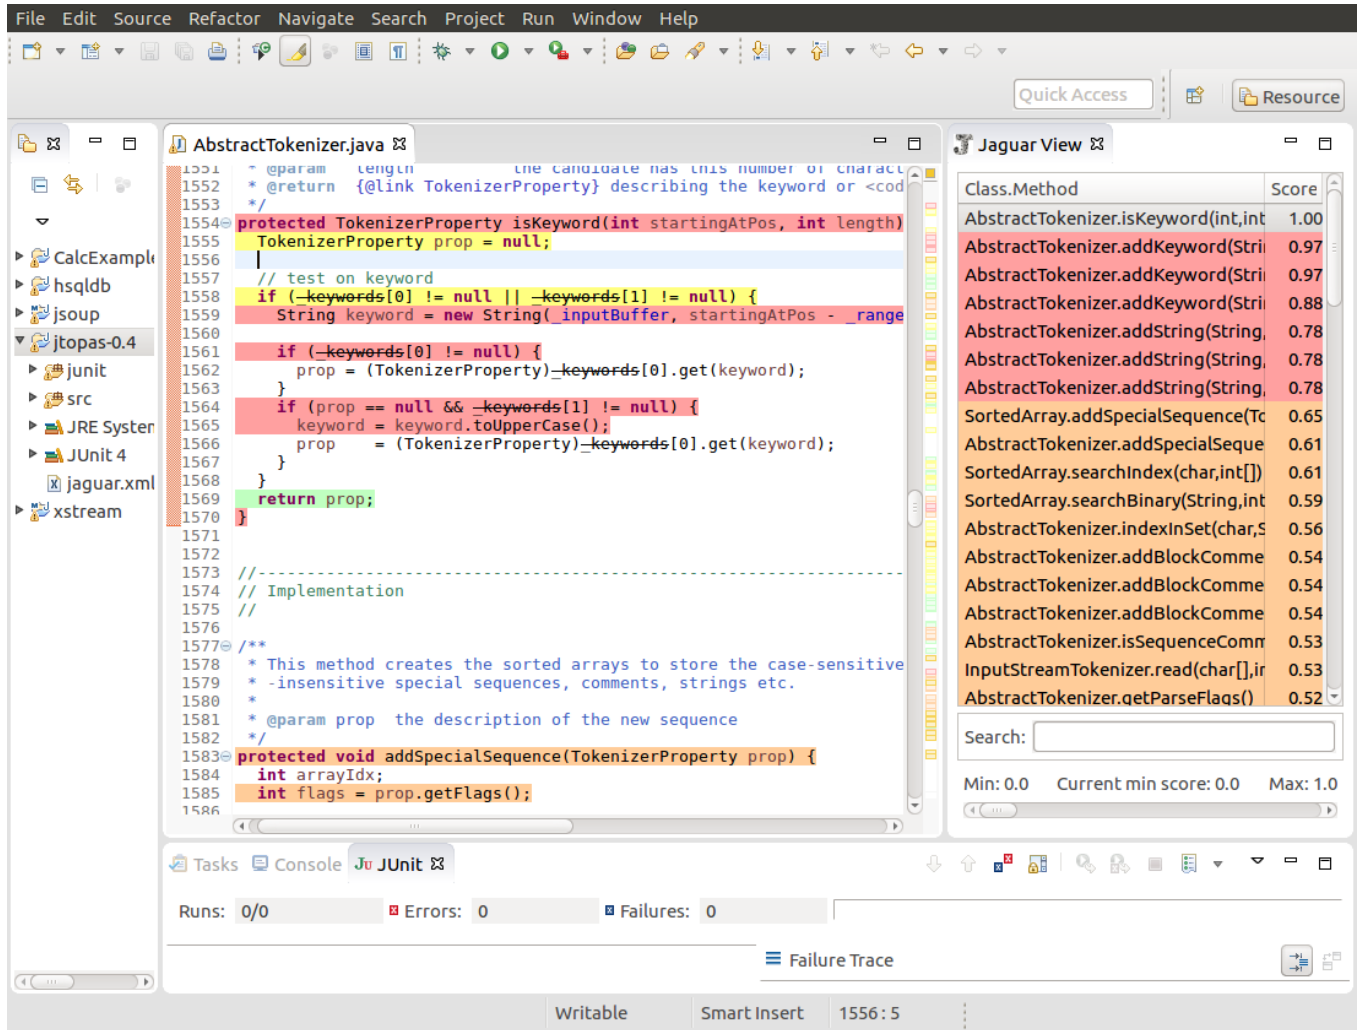 File Edit Source Refactor Navigate Search Project Run Window Help
Quick Access
Resource
AbstractTokenizer.java
1551 * @param length the candidate has this number of charact
1552 * @return {@link TokenizerProperty} describing the keyword or <cod
1553 */
1554 protected TokenizerProperty isKeyword(int startingAtPos, int length)
1555 TokenizerProperty prop = null;
1556
1557 // test on keyword
1558 if (_keywords[0] != null || _keywords[1] != null) {
1559 String keyword = new String(_inputBuffer, startingAtPos - _range
1560
1561 if (_keywords[0] != null) {
1562 prop = (TokenizerProperty)_keywords[0].get(keyword);
1563 }
1564 if (prop == null && _keywords[1] != null) {
1565 keyword = keyword.toUpperCase();
1566 prop = (TokenizerProperty)_keywords[0].get(keyword);
1567 }
1568 }
1569 return prop;
1570 }
1571
1572
1573 //-------------------------------------------------------------------
1574 // Implementation
1575 //
1576
1577 /**
1578 * This method creates the sorted arrays to store the case-sensitive
1579 * -insensitive special sequences, comments, strings etc.
1580 *
1581 * @param prop the description of the new sequence
1582 */
1583 protected void addSpecialSequence(TokenizerProperty prop) {
1584 int arrayIdx;
1585 int flags = prop.getFlags();
1586
CalcExample
hsqldb
jsoup
jtopas-0.4
junit
src
JRE System
JUnit 4
jaguar.xml
xstream
Jaguar View
Class.Method Score
AbstractTokenizer.isKeyword(int,int 1.00
AbstractTokenizer.addKeyword(Stri 0.97
AbstractTokenizer.addKeyword(Stri 0.97
AbstractTokenizer.addKeyword(Stri 0.88
AbstractTokenizer.addString(String, 0.78
AbstractTokenizer.addString(String, 0.78
AbstractTokenizer.addString(String, 0.78
SortedArray.addSpecialSequence(To 0.65
AbstractTokenizer.addSpecialSeque 0.61
SortedArray.searchIndex(char,int[]) 0.61
SortedArray.searchBinary(String,int 0.59
AbstractTokenizer.indexInSet(char,S 0.56
AbstractTokenizer.addBlockComme 0.54
AbstractTokenizer.addBlockComme 0.54
AbstractTokenizer.addBlockComme 0.54
AbstractTokenizer.isSequenceComm 0.53
InputStreamTokenizer.read(char[],in 0.53
AbstractTokenizer.getParseFlags() 0.52
Search:
Min: 0.0 Current min score: 0.0 Max: 1.0
Tasks Console JUnit
Runs: 0/0 Errors: 0 Failures: 0
Failure Trace
Writable Smart Insert 1556 : 5